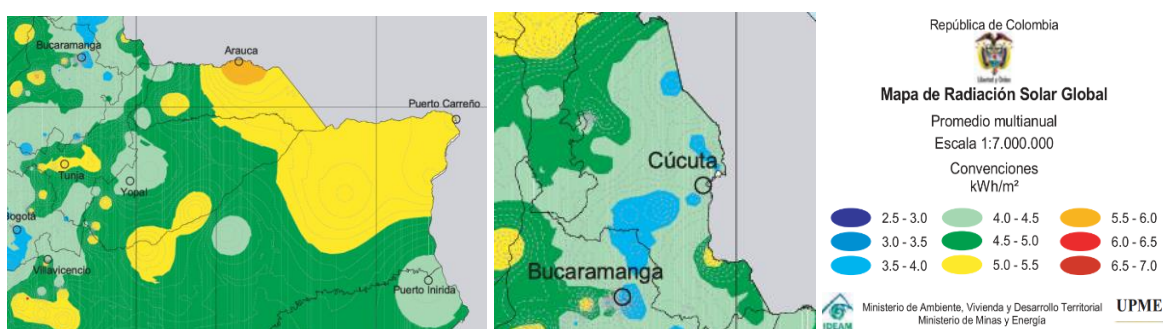 Bucaramanga
Arauca
Puerto Carreño
Tunja
Yopal
Bogotá
Villavicencio
Puerto Inirida
Cúcuta
Bucaramanga
República de Colombia
Libertad y Orden
Mapa de Radiación Solar Global
Promedio multianual
Escala 1:7.000.000
Convenciones
kWh/m²
2.5 - 3.0 4.0 - 4.5 5.5 - 6.0
3.0 - 3.5 4.5 - 5.0 6.0 - 6.5
3.5 - 4.0 5.0 - 5.5 6.5 - 7.0
IDEAM
Ministerio de Ambiente, Vivienda y Desarrollo Territorial
Ministerio de Minas y Energía
UPME